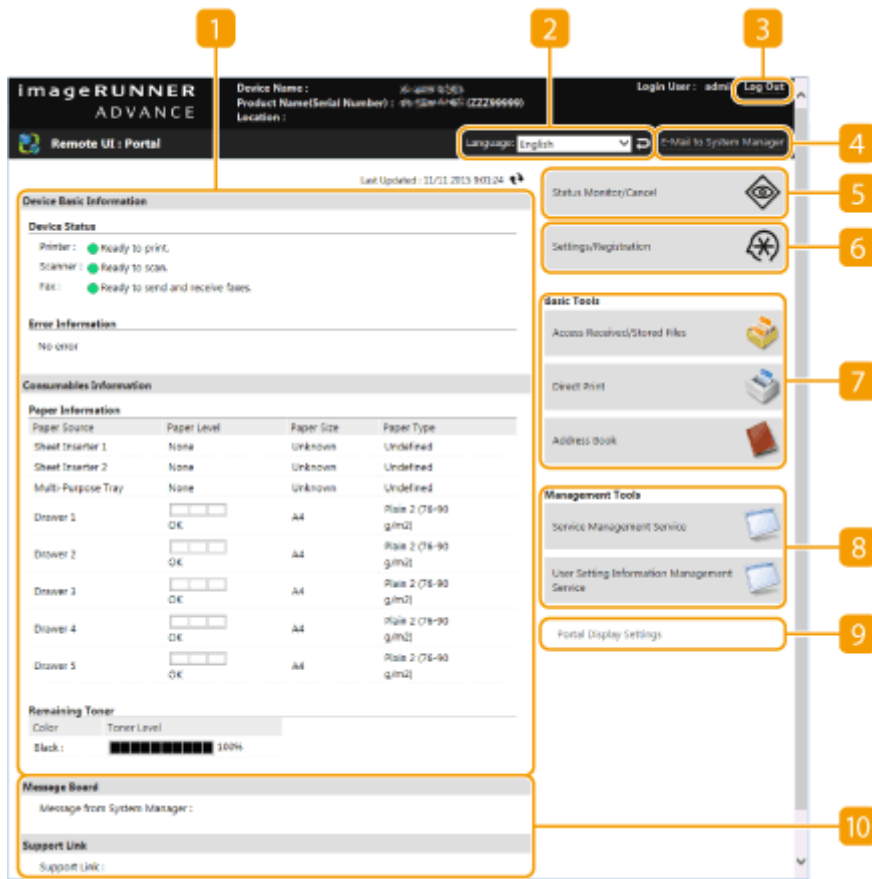 1 2 3
imageRUNNER
ADVANCE
Device Name :
Product Name(Serial Number) : (ZZZ99999)
Location :
Login User : admi Log Out
Remote UI : Portal
Language: English
E-Mail to System Manager
4
Last Updated : 11/11 2015 9:01:24
Device Basic Information
Device Status
Printer : Ready to print.
Scanner : Ready to scan.
Fax : Ready to send and receive faxes.
Error Information
No error
Consumables Information
Paper Information
Paper Source Paper Level Paper Size Paper Type
Sheet Inserter 1 None Unknown Undefined
Sheet Inserter 2 None Unknown Undefined
Multi-Purpose Tray None Unknown Undefined
Drawer 1 OK A4 Plain 2 (76-90
g/m2)
Drawer 2 OK A4 Plain 2 (76-90
g/m2)
Drawer 3 OK A4 Plain 2 (76-90
g/m2)
Drawer 4 OK A4 Plain 2 (76-90
g/m2)
Drawer 5 OK A4 Plain 2 (76-90
g/m2)
Remaining Toner
Color Toner Level
Black : 100%
Message Board
Message from System Manager :
Support Link
Support Link :
Status Monitor/Cancel
5
Settings/Registration
6
Basic Tools
Access Received/Stored Files
Direct Print
7
Address Book
Management Tools
Service Management Service
8
User Setting Information Management
Service
Portal Display Settings
9
10